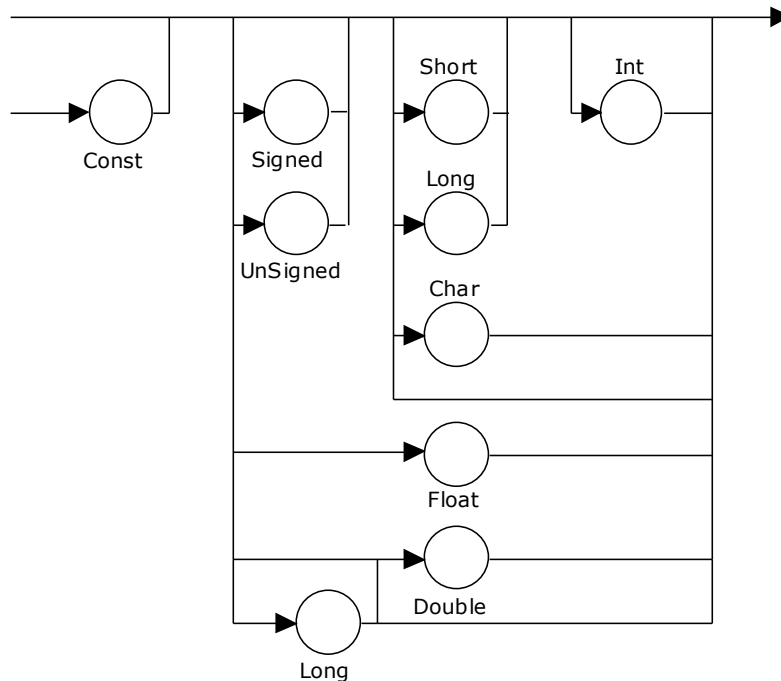 Short
Int
Const
Signed
Long
UnSigned
Char
Float
Double
Long